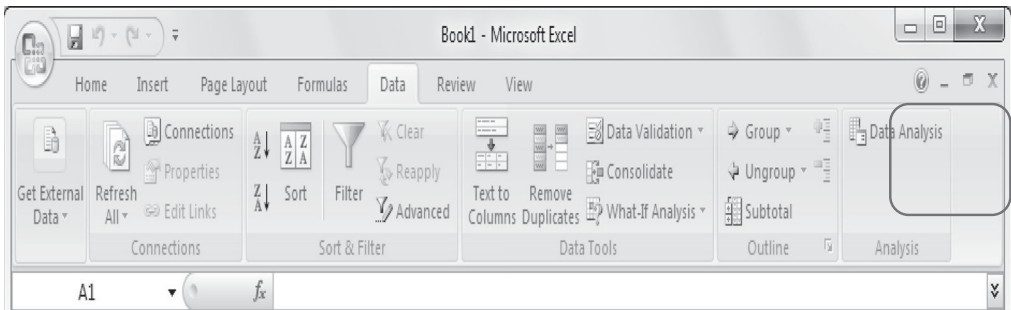 Book1 - Microsoft Excel
Home Insert Page Layout Formulas Data Review View
Get External Data
Refresh All
Connections
Properties
Edit Links
Connections
Sort
Filter
Clear
Reapply
Advanced
Sort & Filter
Text to Columns
Remove Duplicates
Data Validation
Consolidate
What-If Analysis
Data Tools
Group
Ungroup
Subtotal
Outline
Data Analysis
Analysis
A1
fx